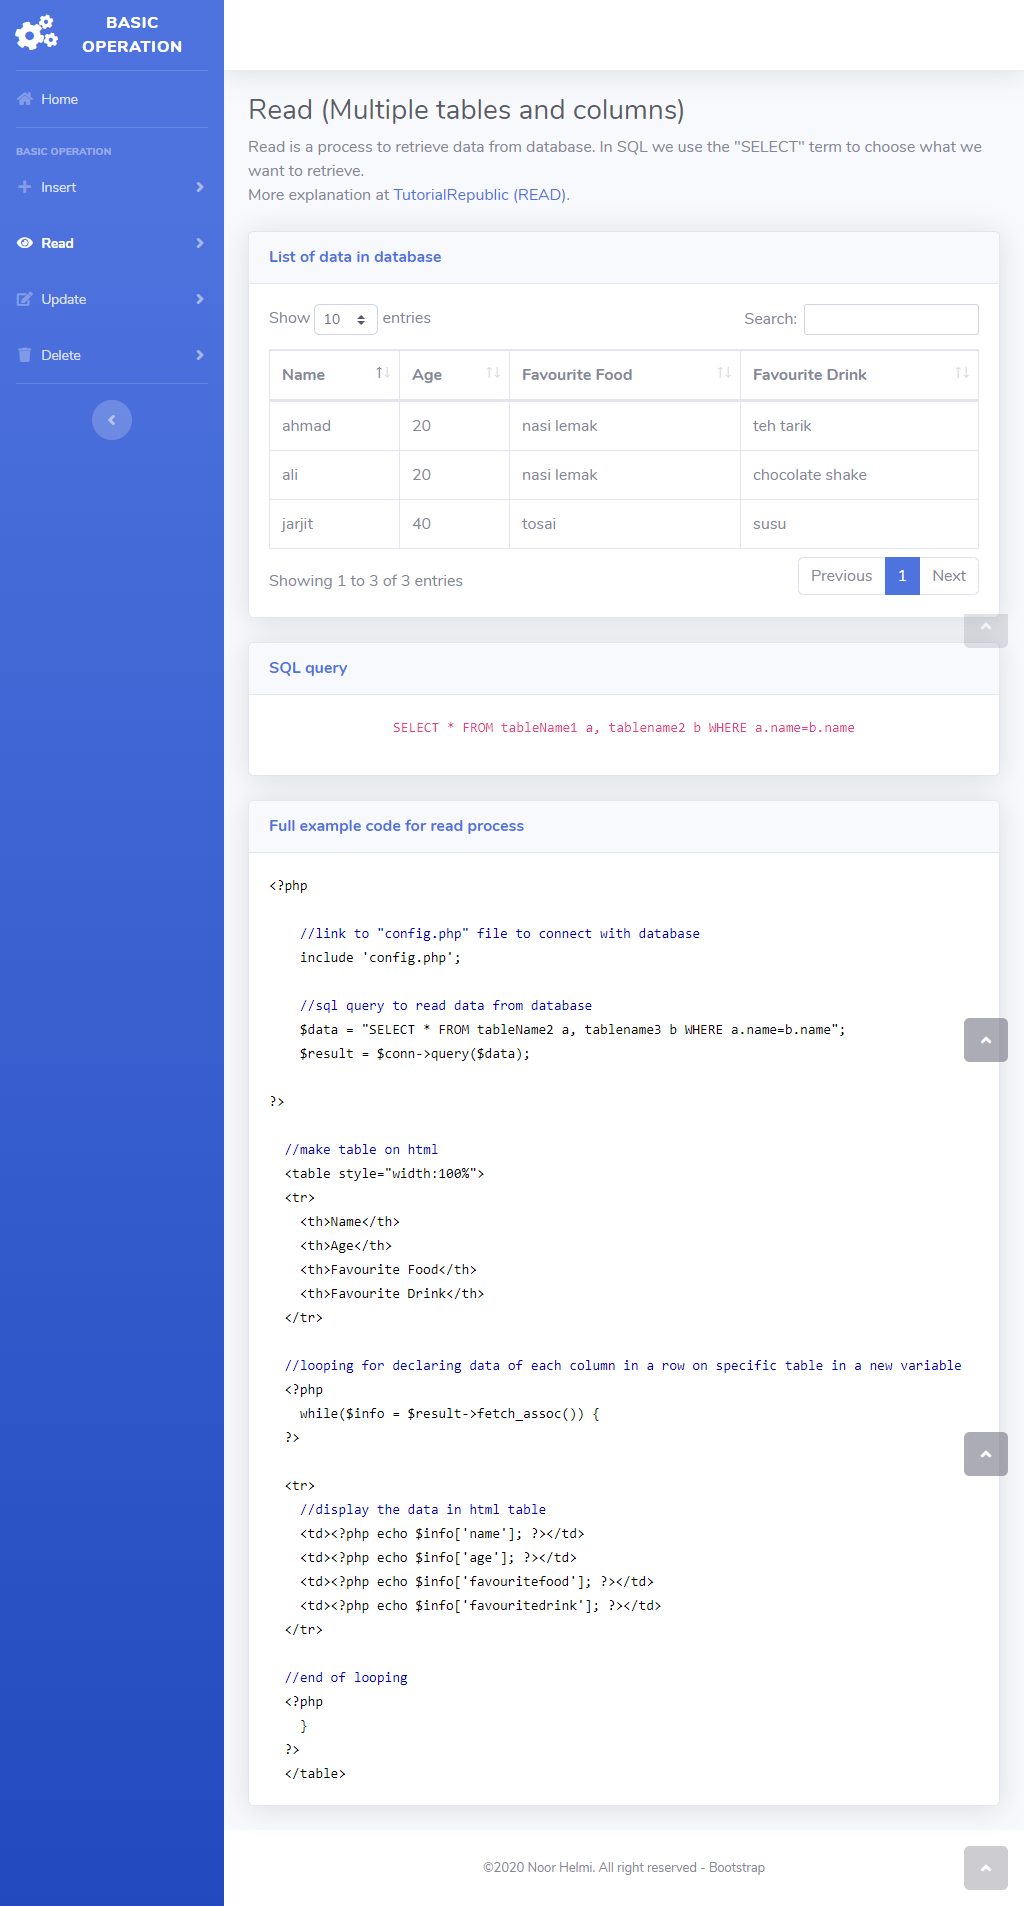 BASIC
OPERATION
Home
BASIC OPERATION
Insert
Read
Update
Delete
Read (Multiple tables and columns)
Read is a process to retrieve data from database. In SQL we use the "SELECT" term to choose what we
want to retrieve.
More explanation at TutorialRepublic (READ).
List of data in database
Show 10 entries Search:
Name Age Favourite Food Favourite Drink
ahmad 20 nasi lemak teh tarik
ali 20 nasi lemak chocolate shake
jarjit 40 tosai susu
Showing 1 to 3 of 3 entries Previous 1 Next
SQL query
SELECT * FROM tableName1 a, tablename2 b WHERE a.name=b.name
Full example code for read process
<?php
//link to "config.php" file to connect with database
include 'config.php';
//sql query to read data from database
$data = "SELECT * FROM tableName2 a, tablename3 b WHERE a.name=b.name";
$result = $conn->query($data);
?>
//make table on html
<table style="width:100%">
<tr>
<th>Name</th>
<th>Age</th>
<th>Favourite Food</th>
<th>Favourite Drink</th>
</tr>
//looping for declaring data of each column in a row on specific table in a new variable
<?php
while($info = $result->fetch_assoc()) {
?>
<tr>
//display the data in html table
<td><?php echo $info['name']; ?></td>
<td><?php echo $info['age']; ?></td>
<td><?php echo $info['favouritefood']; ?></td>
<td><?php echo $info['favouritedrink']; ?></td>
</tr>
//end of looping
<?php
}
?>
</table>
©2020 Noor Helmi. All right reserved - Bootstrap